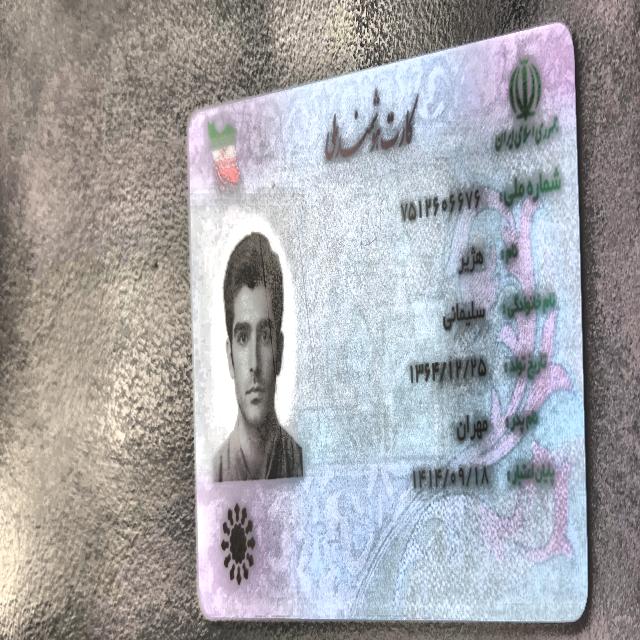 جمهوری اسلامی ایران
کارت هوشمند ملی
شماره ملی: ۷۵۱۲۶۰۶۶۷۶
نام: هژیر
نام خانوادگی: سلیمانی
تاریخ تولد: ۱۳۶۴/۱۲/۲۵
نام پدر: مهران
پایان اعتبار: ۱۴۱۴/۰۹/۱۸